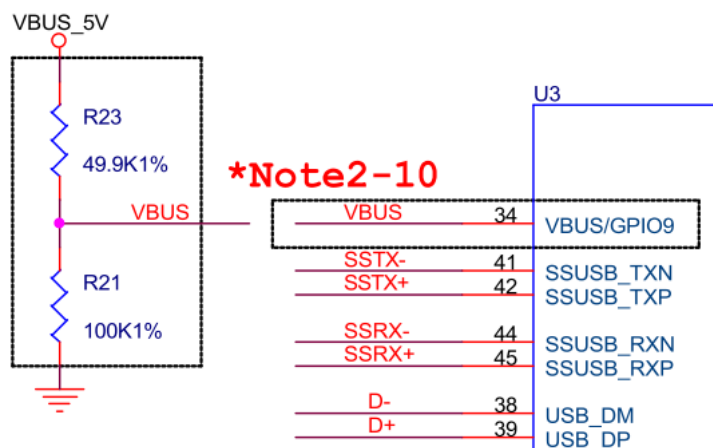 VBUS_5V
R23
49.9K1%
VBUS
R21
100K1%
*Note2-10
U3
VBUS 34 VBUS/GPIO9
SSTX- 41 SSUSB_TXN
SSTX+ 42 SSUSB_TXP
SSRX- 44 SSUSB_RXN
SSRX+ 45 SSUSB_RXP
D- 38 USB_DM
D+ 39 USB_DP